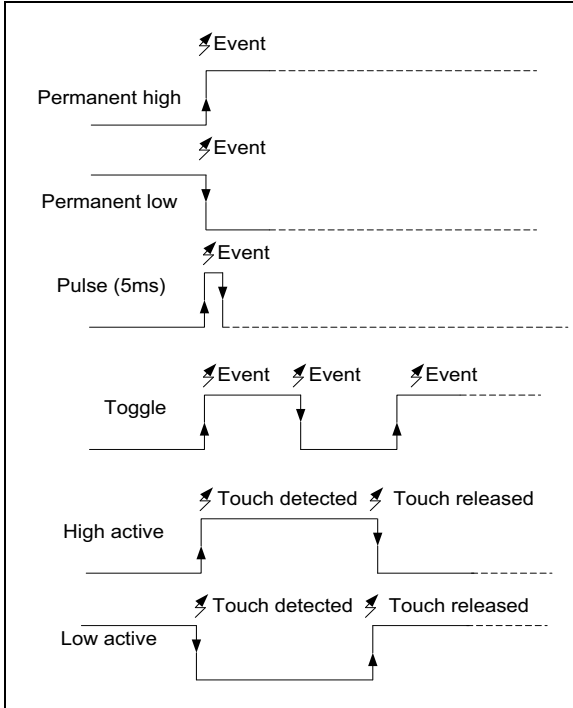 Event
Permanent high
Event
Permanent low
Event
Pulse (5ms)
Event Event Event
Toggle
Touch detected Touch released
High active
Touch detected Touch released
Low active